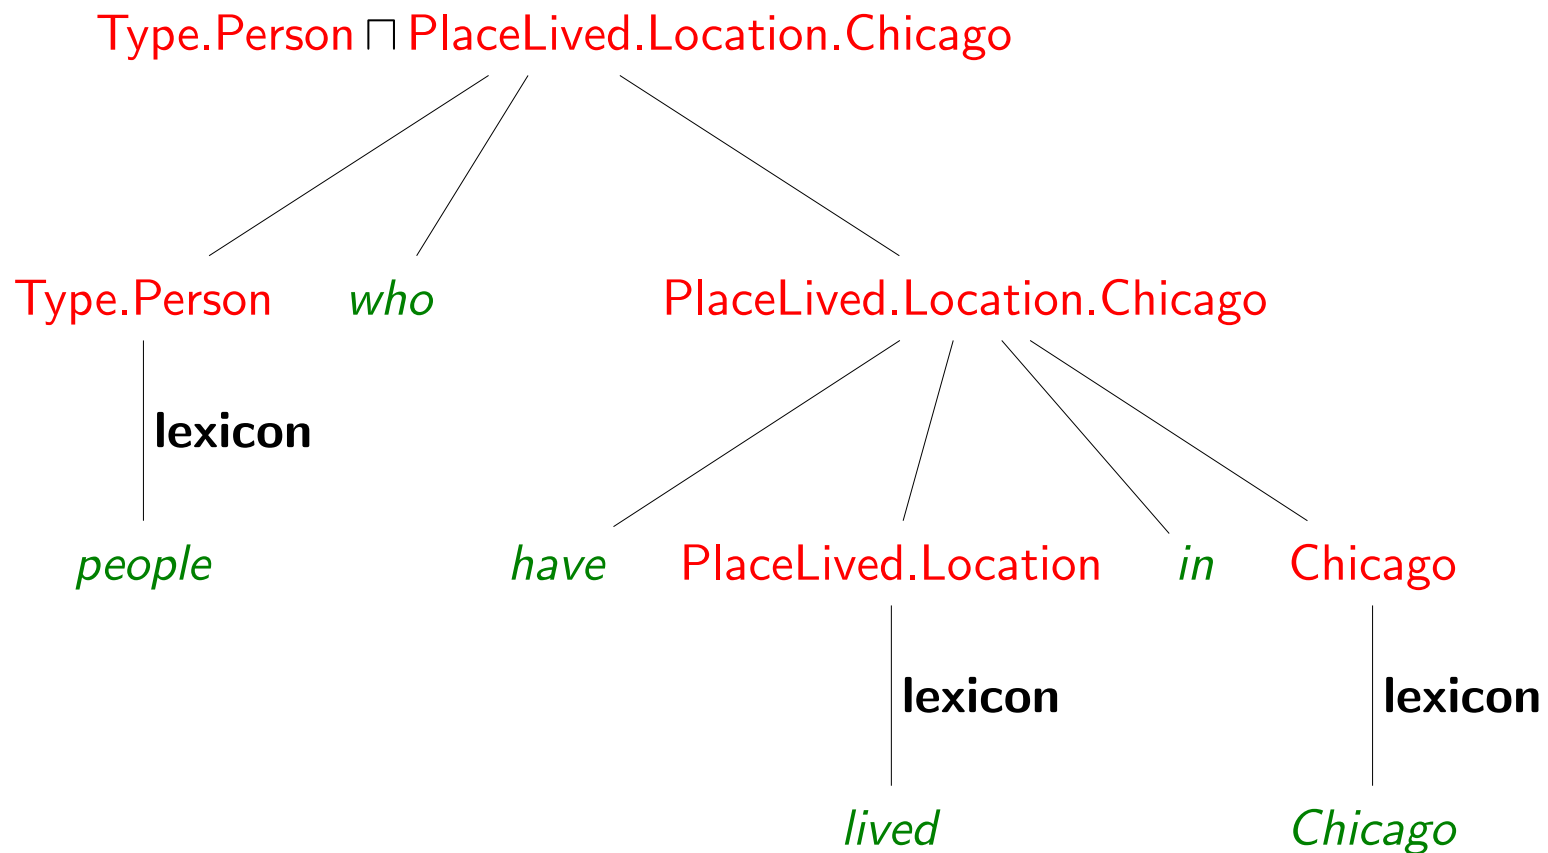 Type.Person ⊓ PlaceLived.Location.Chicago
Type.Person who PlaceLived.Location.Chicago
lexicon
people have PlaceLived.Location in Chicago
lexicon lexicon
lived Chicago